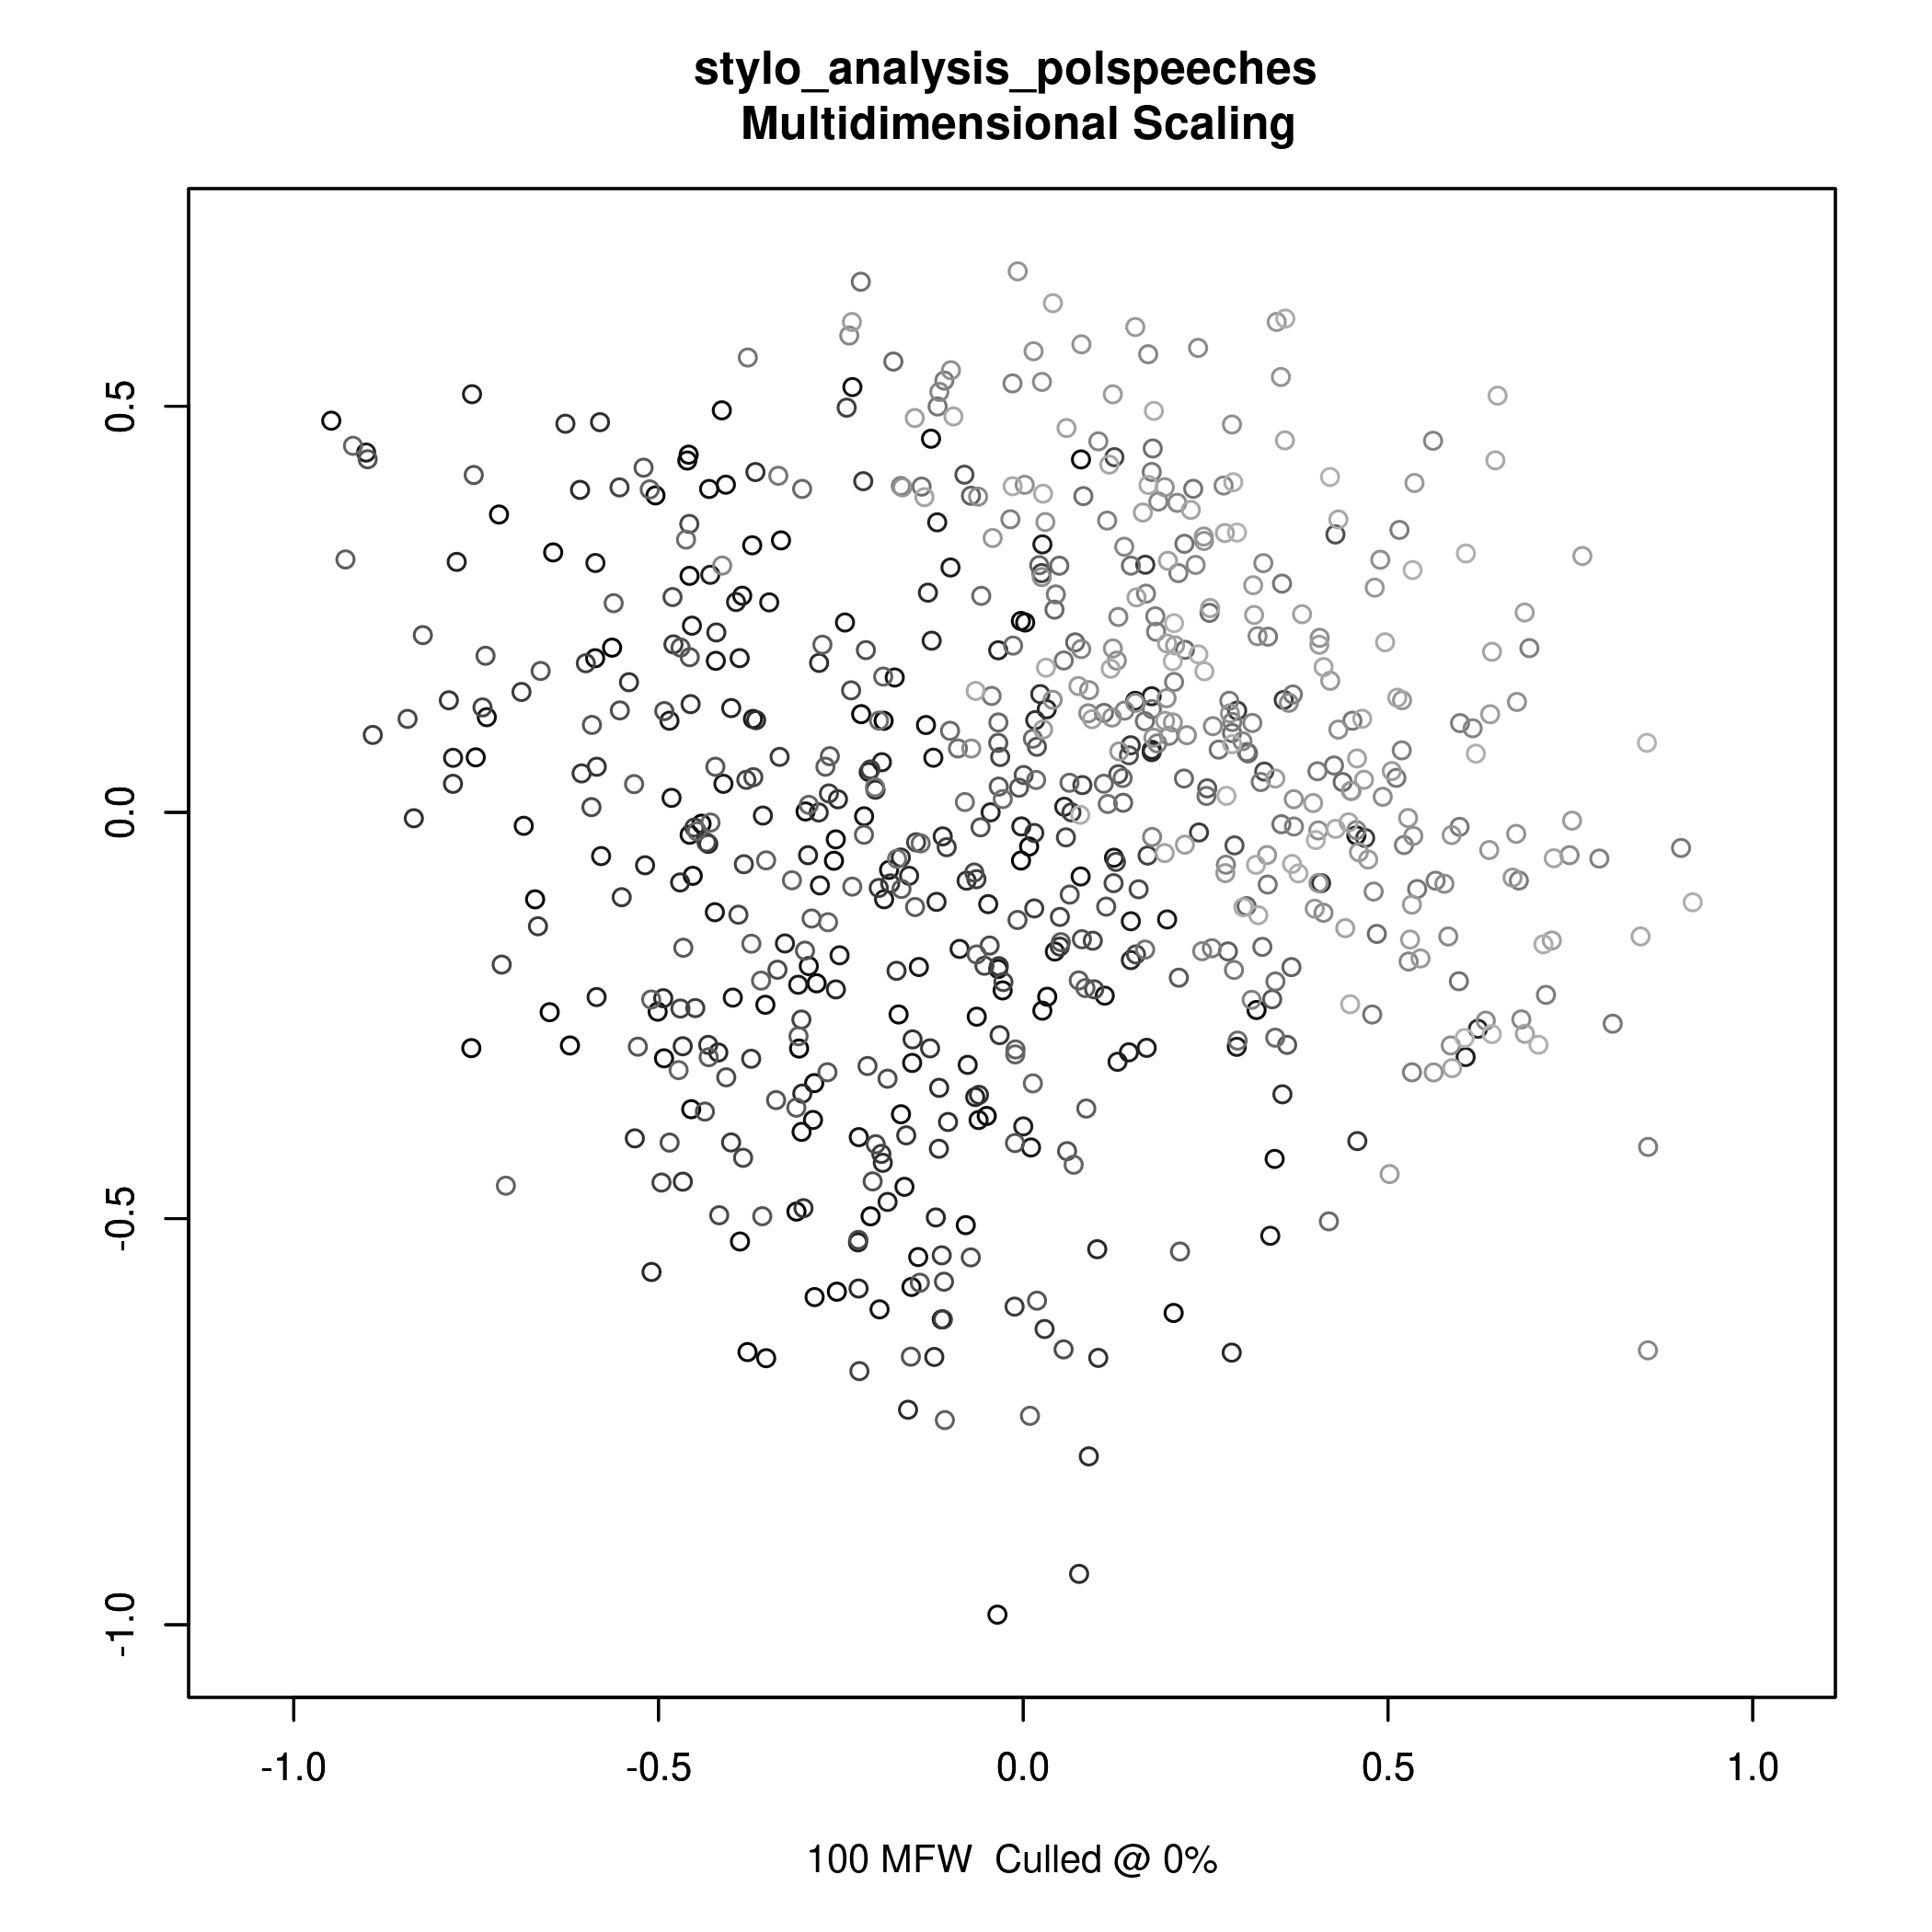 stylo_analysis_polspeeches
Multidimensional Scaling
0.5
0.0
-0.5
-1.0
-1.0 -0.5 0.0 0.5 1.0
100 MFW  Culled @ 0%